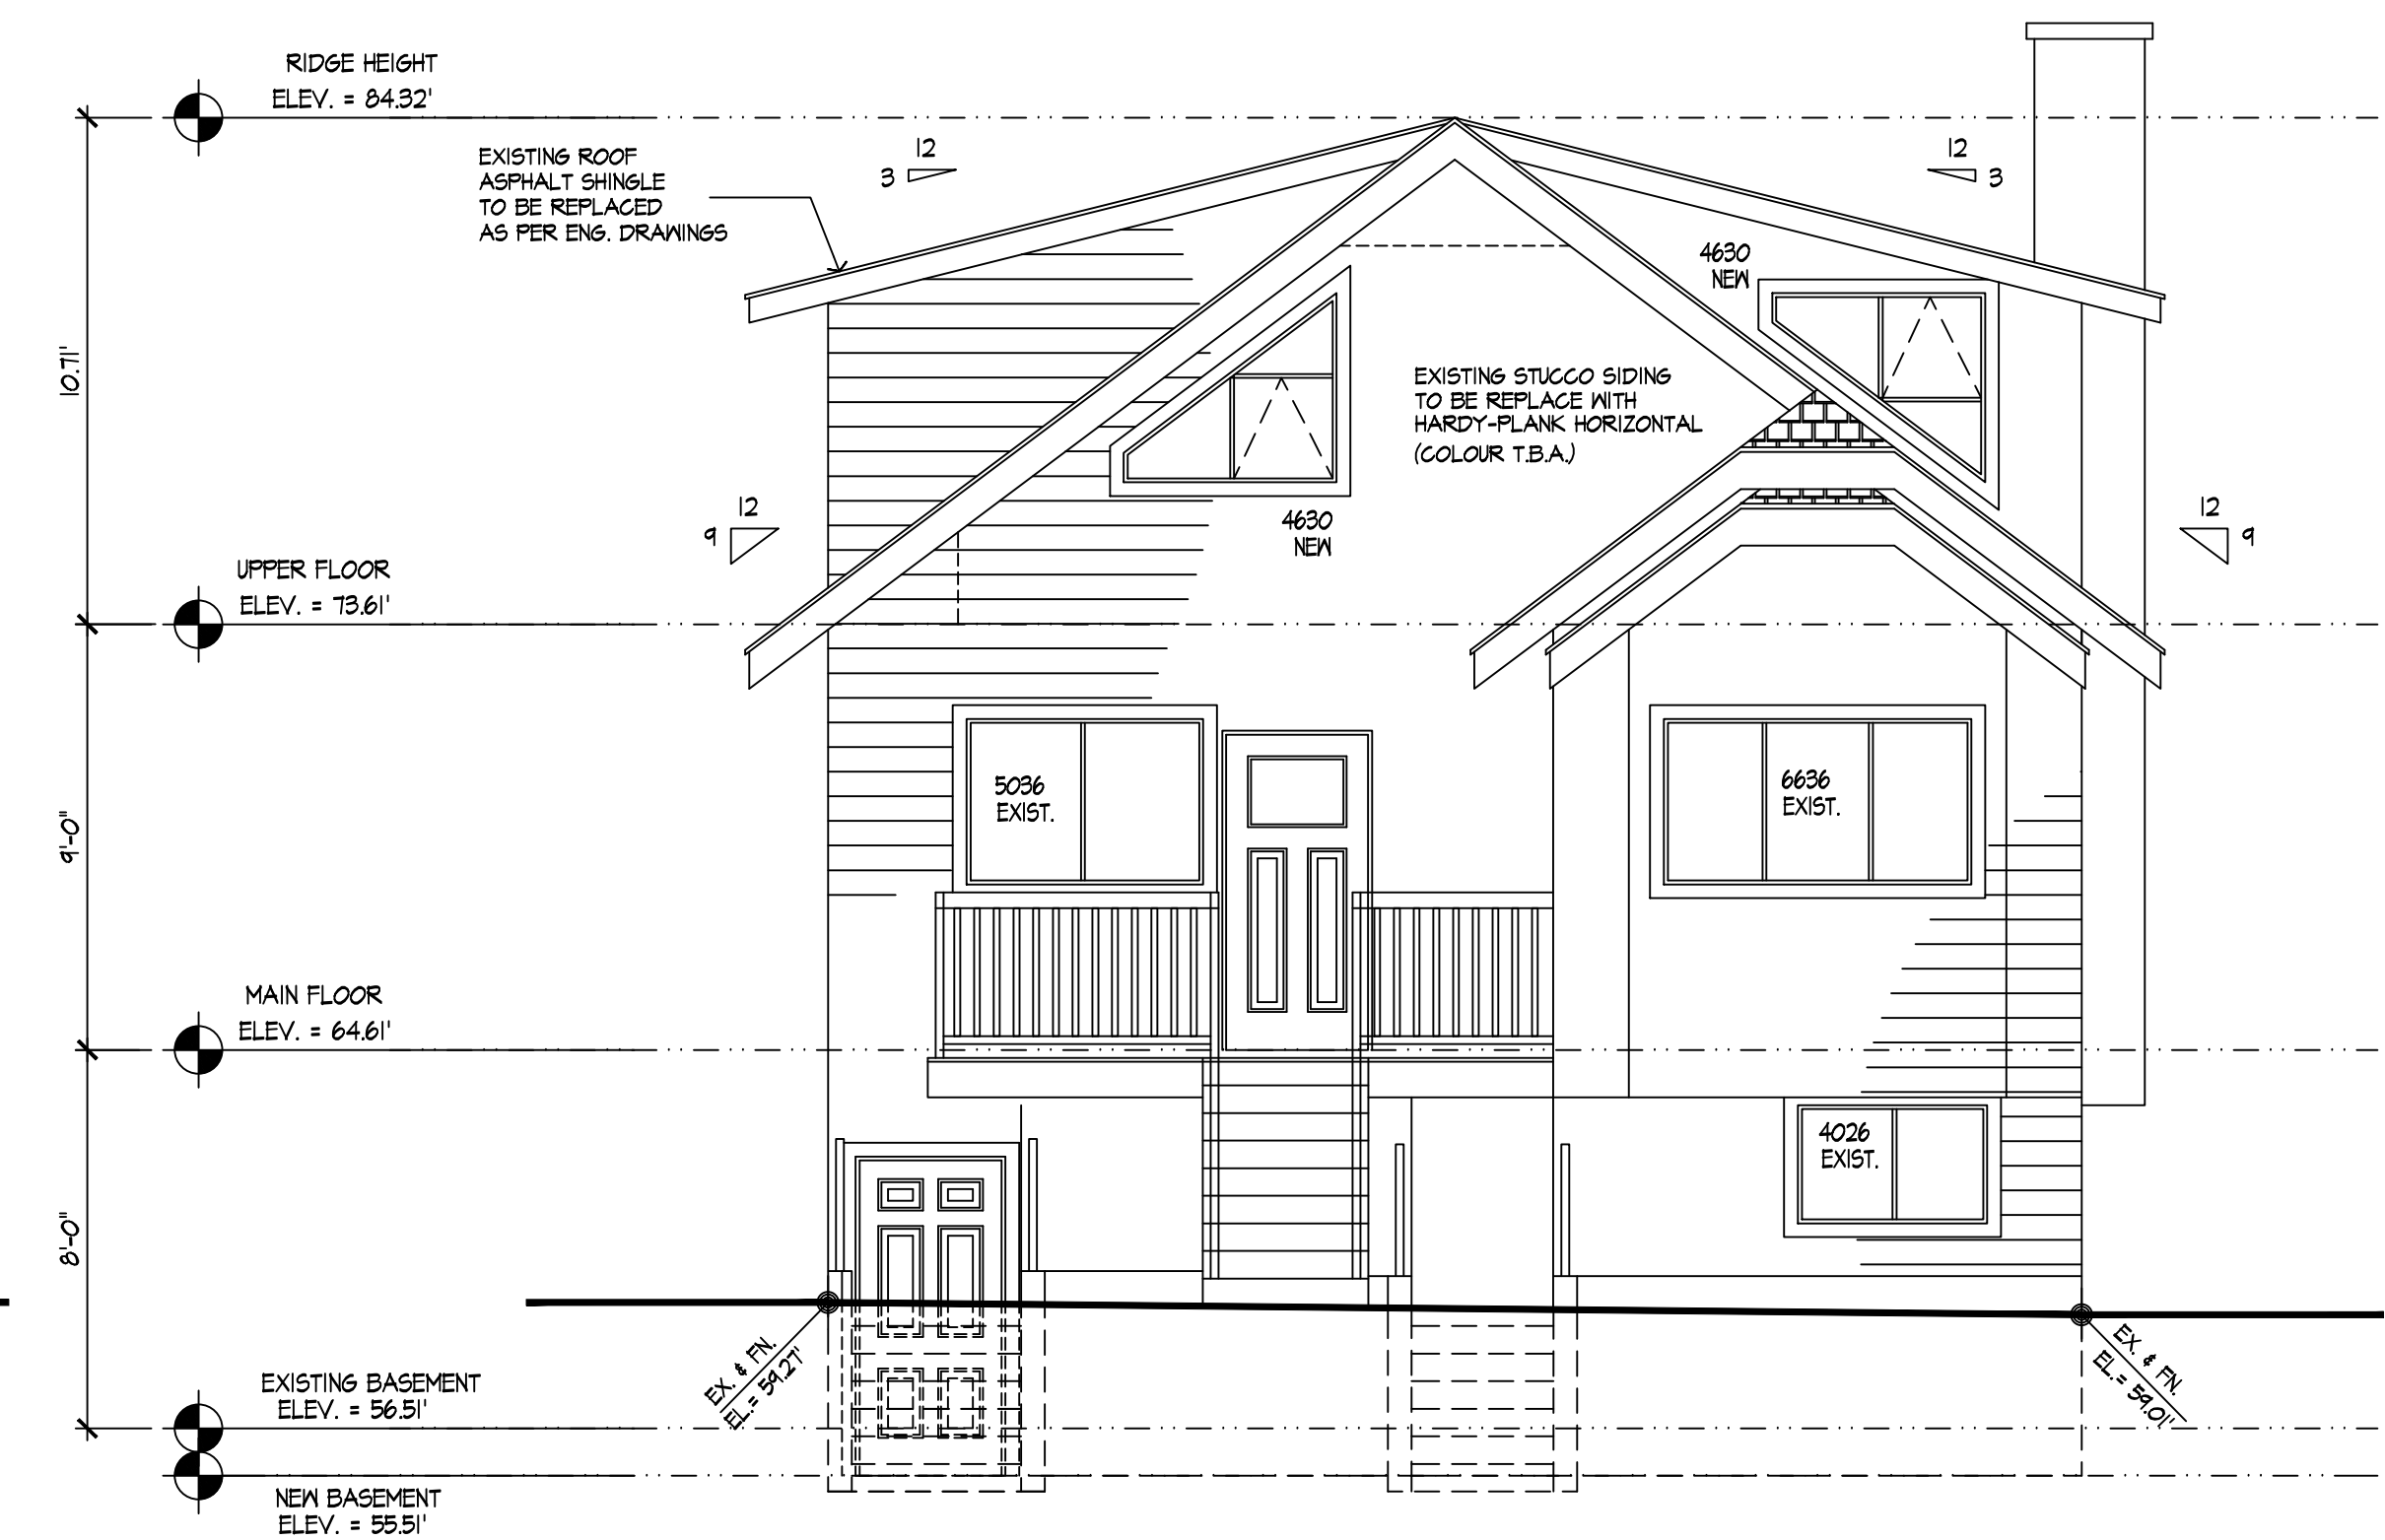 RIDGE HEIGHT
ELEV. = 84.32'
EXISTING ROOF
ASPHALT SHINGLE
TO BE REPLACED
AS PER ENG. DRAWINGS
12
3
12
3
4630
NEW
10.71'
EXISTING STUCCO SIDING
TO BE REPLACE WITH
HARDY-PLANK HORIZONTAL
(COLOUR T.B.A.)
12
9
4630
NEW
12
9
UPPER FLOOR
ELEV. = 73.61'
5036
EXIST.
6636
EXIST.
9'-0"
MAIN FLOOR
ELEV. = 64.61'
4026
EXIST.
8'-0"
EX. & FN.
EL.= 59.27'
EX. & FN.
EL.= 59.01'
EXISTING BASEMENT
ELEV. = 56.51'
NEW BASEMENT
ELEV. = 55.51'